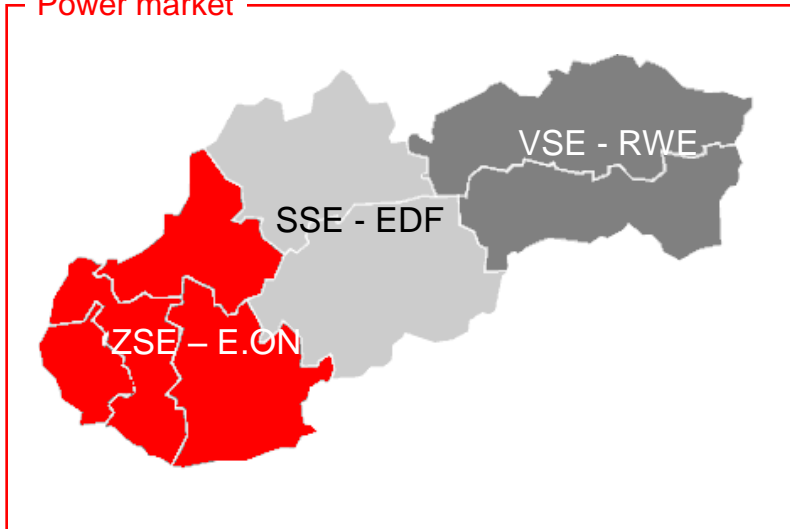 Power market
VSE - RWE
SSE - EDF
ZSE – E.ON